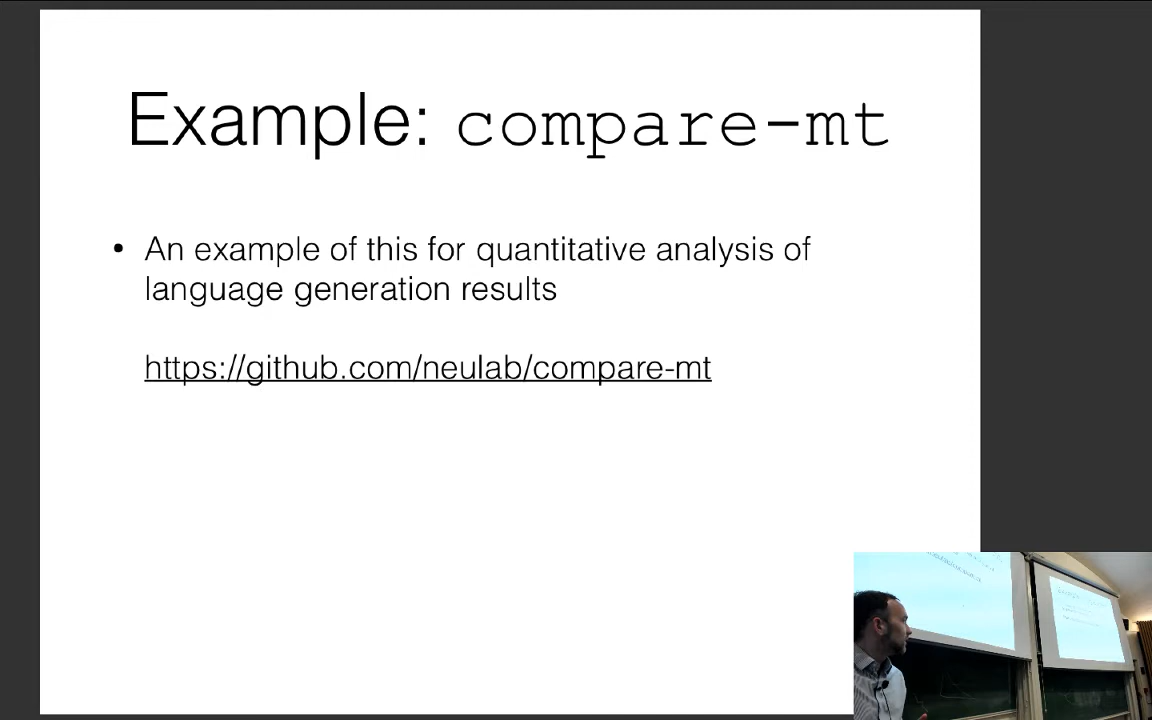 Example: compare-mt
• An example of this for quantitative analysis of
language generation results
https://github.com/neulab/compare-mt